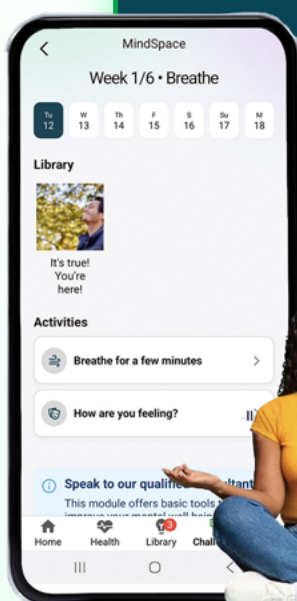 MindSpace
Week 1/6 • Breathe
Tu W Th F S Su M
12 13 14 15 16 17 18
Library
It's true!
You're
here!
Activities
Breathe for a few minutes
How are you feeling?
Speak to our
This module offers basic tools
3
Home Health Library